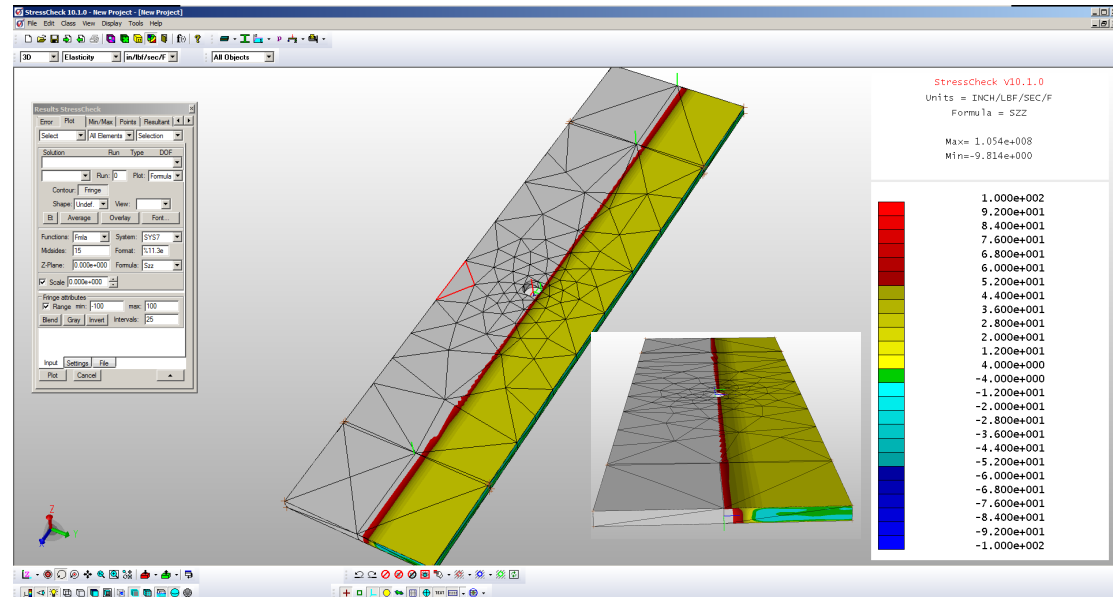 StressCheck 10.1.0 - New Project - [New Project]
File Edit Class View Display Tools Help
3D Elasticity in/lbf/sec/F All Objects
Results StressCheck
Error Plot Min/Max Points Resultant
Select All Elements Selection
Solution Run Type DOF
Run: 0 Plot: Formula
Contour: Fringe
Shape: Undef. View:
Average Overlay Font...
Functions: Fmla System: SYS7
Midsides: 15 Format: %11.3e
Z-Plane: 0.000e+000 Formula: Szz
Scale 0.000e+000
Fringe attributes
Range min: -100 max: 100
Blend Gray Invert Intervals: 25
Input Settings File
Plot Cancel
StressCheck V10.1.0
Units = INCH/LBF/SEC/F
Formula = SZZ
Max= 1.054e+008
Min=-9.814e+000
1.000e+002
9.200e+001
8.400e+001
7.600e+001
6.800e+001
6.000e+001
5.200e+001
4.400e+001
3.600e+001
2.800e+001
2.000e+001
1.200e+001
4.000e+000
-4.000e+000
-1.200e+001
-2.000e+001
-2.800e+001
-3.600e+001
-4.400e+001
-5.200e+001
-6.000e+001
-6.800e+001
-7.600e+001
-8.400e+001
-9.200e+001
-1.000e+002
Z
Y
X